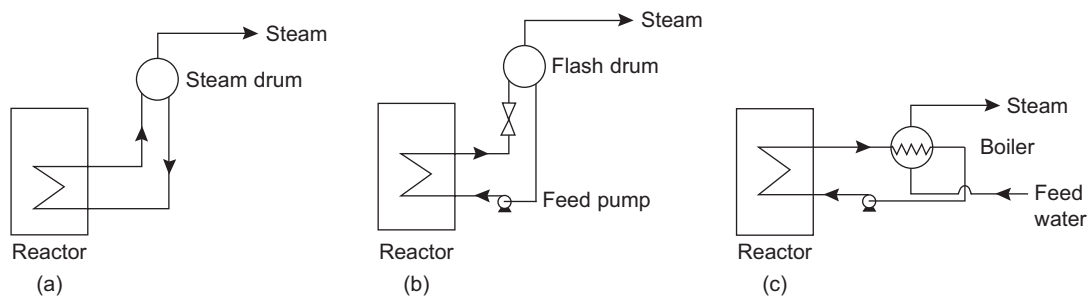 Steam
Steam drum
Reactor
(a)
Steam
Flash drum
Feed pump
Reactor
(b)
Steam
Boiler
Feed
water
Reactor
(c)